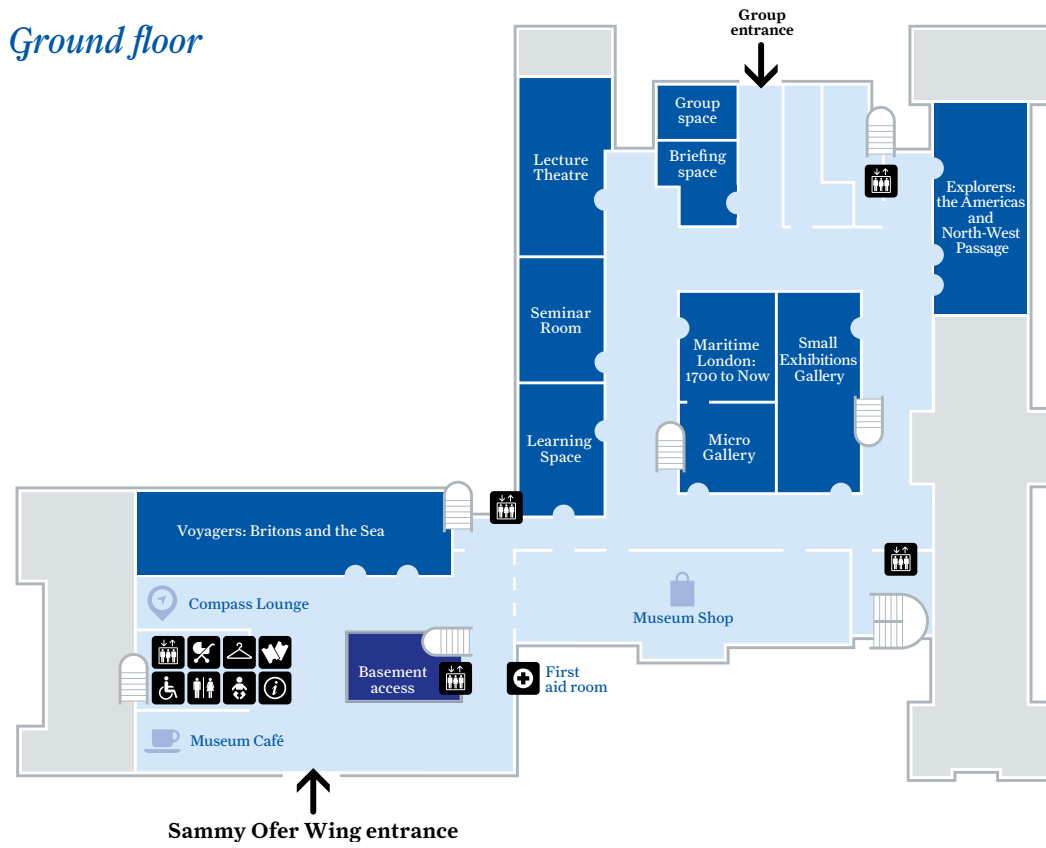 Ground floor
Group
entrance
Group
space
Briefing
space
Lecture
Theatre
Explorers:
the Americas
and
North-West
Passage
Seminar
Room
Maritime
London:
1700 to Now
Small
Exhibitions
Gallery
Learning
Space
Micro
Gallery
Voyagers: Britons and the Sea
Compass Lounge
Museum Shop
Basement
access
First
aid room
Museum Café
Sammy Ofer Wing entrance